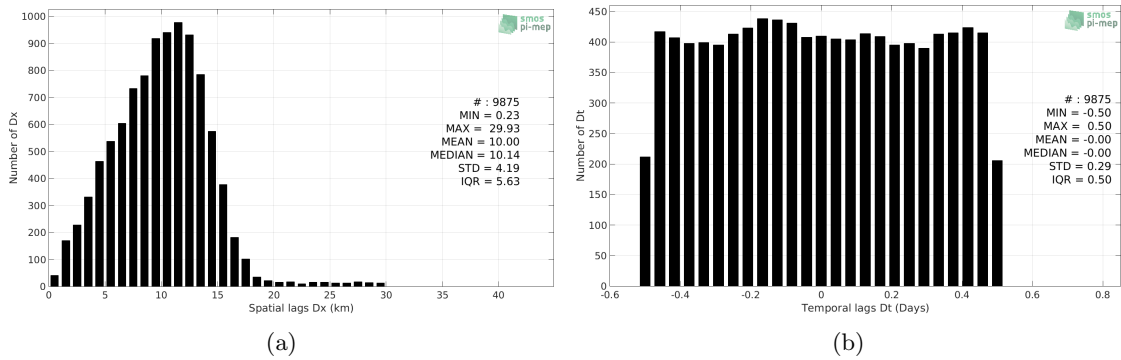 smos
pi-mep
1000
900
800
700
600
500
400
300
200
100
0
Number of Dx
# : 9875
MIN = 0.23
MAX = 29.93
MEAN = 10.00
MEDIAN = 10.14
STD = 4.19
IQR = 5.63
0 5 10 15 20 25 30 35 40
Spatial lags Dx (km)
(a)
smos
pi-mep
450
400
350
300
250
200
150
100
50
0
Number of Dt
# : 9875
MIN = -0.50
MAX = 0.50
MEAN = -0.00
MEDIAN = -0.00
STD = 0.29
IQR = 0.50
-0.6 -0.4 -0.2 0 0.2 0.4 0.6 0.8
Temporal lags Dt (Days)
(b)